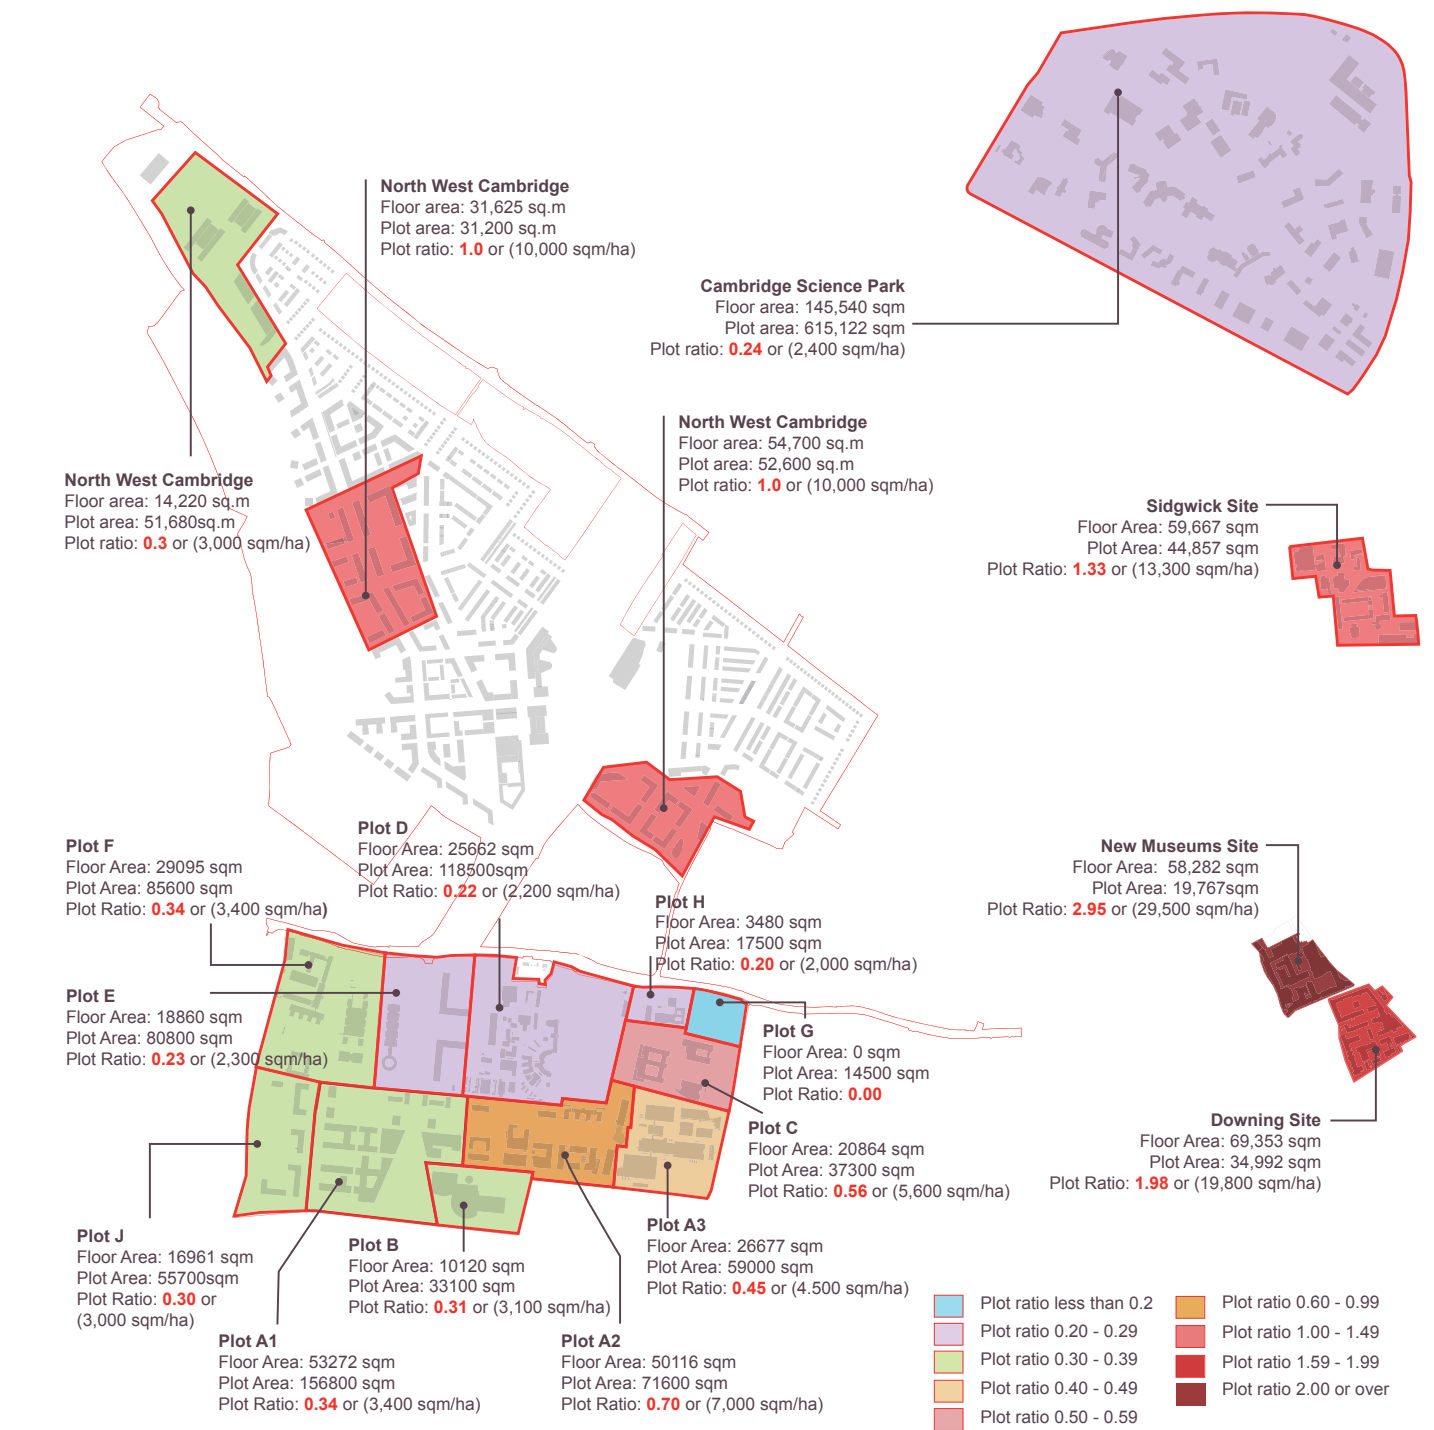 North West Cambridge
Floor area: 31,625 sq.m
Plot area: 31,200 sq.m
Plot ratio: 1.0 or (10,000 sqm/ha)
Cambridge Science Park
Floor area: 145,540 sqm
Plot area: 615,122 sqm
Plot ratio: 0.24 or (2,400 sqm/ha)
North West Cambridge
Floor area: 54,700 sq.m
Plot area: 52,600 sq.m
Plot ratio: 1.0 or (10,000 sqm/ha)
North West Cambridge
Floor area: 14,220 sq.m
Plot area: 51,680sq.m
Plot ratio: 0.3 or (3,000 sqm/ha)
Sidgwick Site
Floor Area: 59,667 sqm
Plot Area: 44,857 sqm
Plot Ratio: 1.33 or (13,300 sqm/ha)
Plot D
Floor Area: 25662 sqm
Plot Area: 118500sqm
Plot Ratio: 0.22 or (2,200 sqm/ha)
Plot F
Floor Area: 29095 sqm
Plot Area: 85600 sqm
Plot Ratio: 0.34 or (3,400 sqm/ha)
New Museums Site
Floor Area: 58,282 sqm
Plot Area: 19,767sqm
Plot Ratio: 2.95 or (29,500 sqm/ha)
Plot H
Floor Area: 3480 sqm
Plot Area: 17500 sqm
Plot Ratio: 0.20 or (2,000 sqm/ha)
Plot E
Floor Area: 18860 sqm
Plot Area: 80800 sqm
Plot Ratio: 0.23 or (2,300 sqm/ha)
Plot G
Floor Area: 0 sqm
Plot Area: 14500 sqm
Plot Ratio: 0.00
Plot C
Floor Area: 20864 sqm
Plot Area: 37300 sqm
Plot Ratio: 0.56 or (5,600 sqm/ha)
Downing Site
Floor Area: 69,353 sqm
Plot Area: 34,992 sqm
Plot Ratio: 1.98 or (19,800 sqm/ha)
Plot J
Floor Area: 16961 sqm
Plot Area: 55700sqm
Plot Ratio: 0.30 or
(3,000 sqm/ha)
Plot B
Floor Area: 10120 sqm
Plot Area: 33100 sqm
Plot Ratio: 0.31 or (3,100 sqm/ha)
Plot A3
Floor Area: 26677 sqm
Plot Area: 59000 sqm
Plot Ratio: 0.45 or (4.500 sqm/ha)
Plot A1
Floor Area: 53272 sqm
Plot Area: 156800 sqm
Plot Ratio: 0.34 or (3,400 sqm/ha)
Plot A2
Floor Area: 50116 sqm
Plot Area: 71600 sqm
Plot Ratio: 0.70 or (7,000 sqm/ha)
Plot ratio less than 0.2
Plot ratio 0.20 - 0.29
Plot ratio 0.30 - 0.39
Plot ratio 0.40 - 0.49
Plot ratio 0.50 - 0.59
Plot ratio 0.60 - 0.99
Plot ratio 1.00 - 1.49
Plot ratio 1.59 - 1.99
Plot ratio 2.00 or over